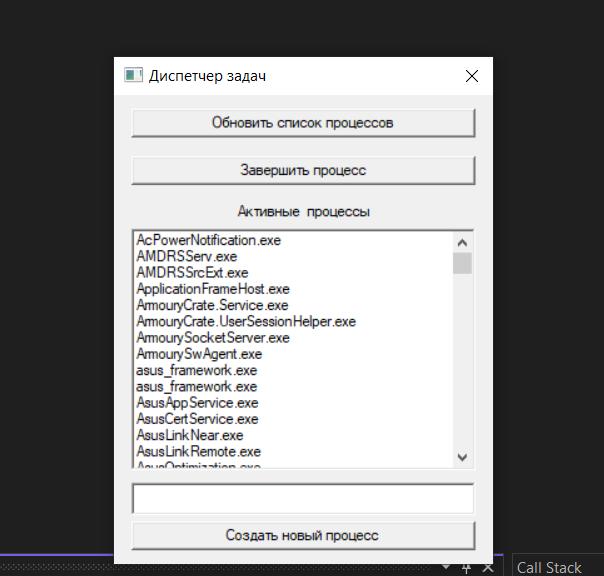 Диспетчер задач
Обновить список процессов
Завершить процесс
Активные процессы
AcPowerNotification.exe
AMDRSServ.exe
AMDRSSrcExt.exe
ApplicationFrameHost.exe
ArmouryCrate.Service.exe
ArmouryCrate.UserSessionHelper.exe
ArmourySocketServer.exe
ArmourySwAgent.exe
asus_framework.exe
asus_framework.exe
AsusAppService.exe
AsusCertService.exe
AsusLinkNear.exe
AsusLinkRemote.exe
AsusOptimization.exe
Создать новый процесс
Call Stack